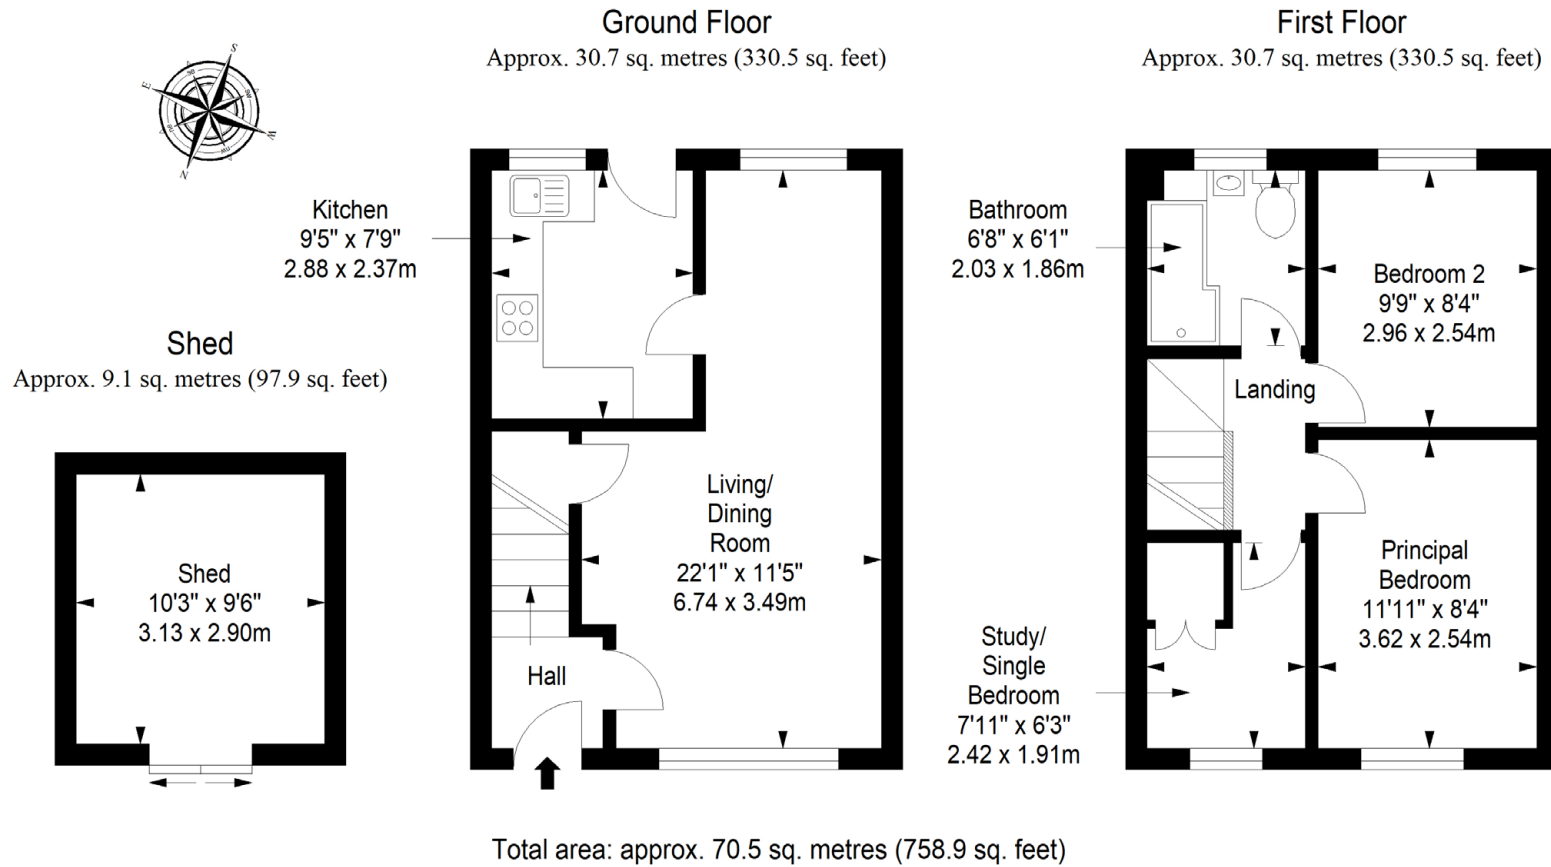 Ground Floor
Approx. 30.7 sq. metres (330.5 sq. feet)
First Floor
Approx. 30.7 sq. metres (330.5 sq. feet)
S
E
W
N
Kitchen
9'5" x 7'9"
2.88 x 2.37m
Bathroom
6'8" x 6'1"
2.03 x 1.86m
Bedroom 2
9'9" x 8'4"
2.96 x 2.54m
Shed
Approx. 9.1 sq. metres (97.9 sq. feet)
Landing
Living/
Dining
Room
22'1" x 11'5"
6.74 x 3.49m
Principal
Bedroom
11'11" x 8'4"
3.62 x 2.54m
Shed
10'3" x 9'6"
3.13 x 2.90m
Hall
Study/
Single
Bedroom
7'11" x 6'3"
2.42 x 1.91m
Total area: approx. 70.5 sq. metres (758.9 sq. feet)